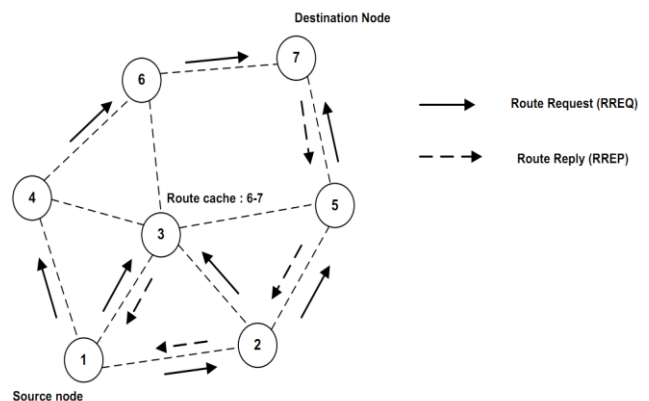 Destination Node
7
6
Route Request (RREQ)
Route Reply (RREP)
4
Route cache : 6-7
5
3
2
1
Source node